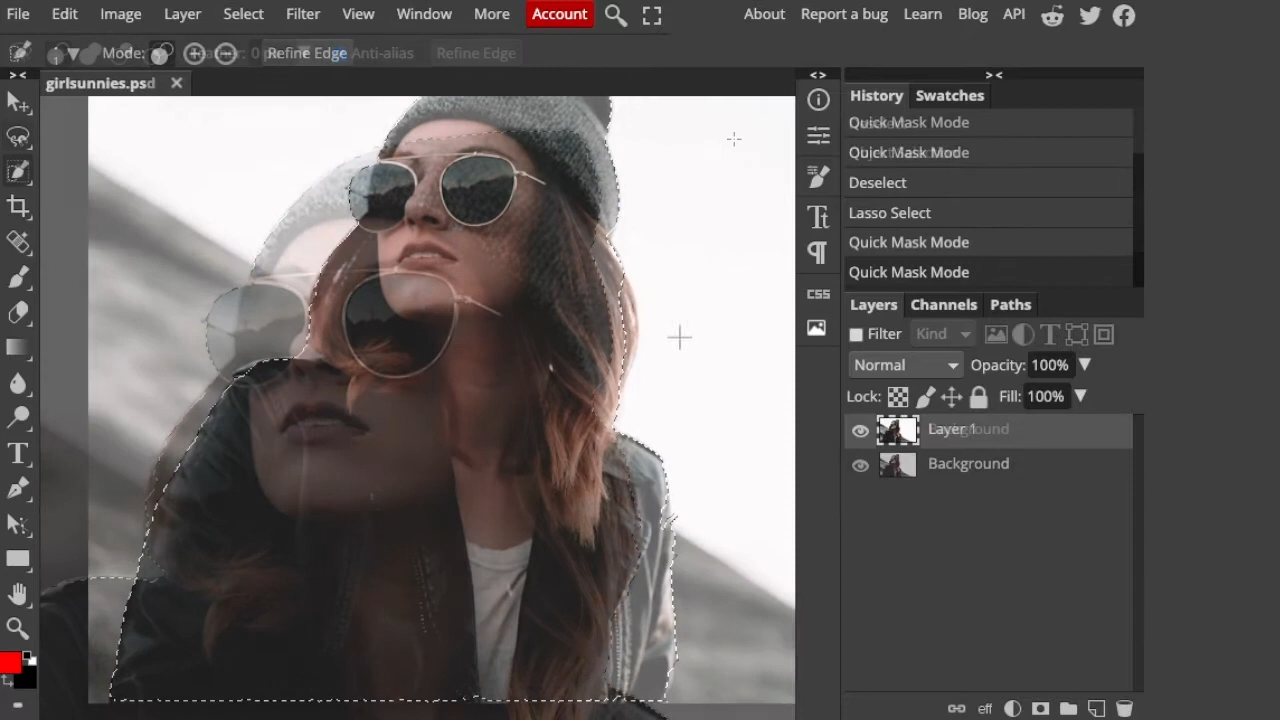 File Edit Image Layer Select Filter View Window More Account About Report a bug Learn Blog API
Mode: Refine Edge Anti-alias Refine Edge
> < girlsunnies.psd < > > <
History Swatches
Quick Mask Mode
Quick Mask Mode
Deselect
Lasso Select
Quick Mask Mode
Quick Mask Mode
Layers Channels Paths
Filter Kind
Normal Opacity: 100%
Lock: Fill: 100%
CSS
Layer 1
Background
eff